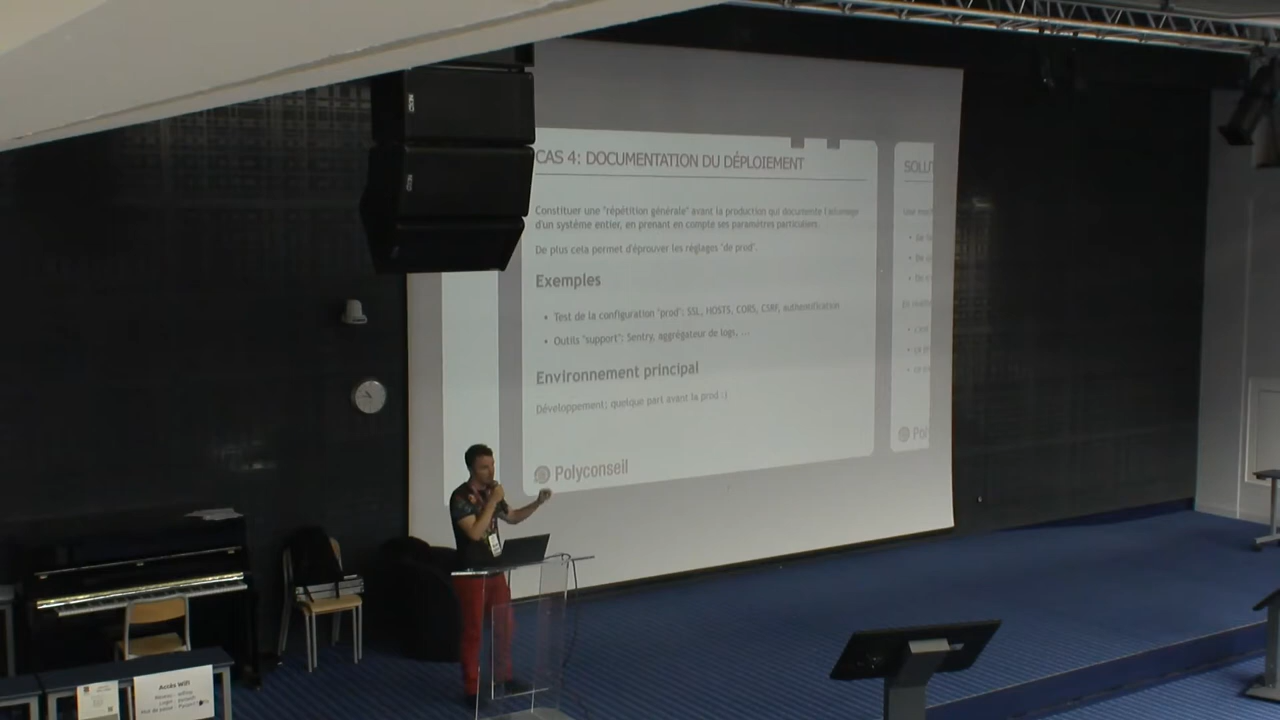 CAS 4: DOCUMENTATION DU DÉPLOIEMENT
Constituer une "répétition générale" avant la production qui documente l'assemblage
d'un système entier, en prenant en compte ses paramètres particuliers.
De plus cela permet d'éprouver les réglages "de prod".
Exemples
• Test de la configuration "prod": SSL, HOSTS, CORS, CSRF, authentification
• Outils "support": Sentry, aggrégateur de logs, ...
Environnement principal
Développement: quelque part avant la prod :)
Polyconseil
SOLUT
Pol
Accès Wifi